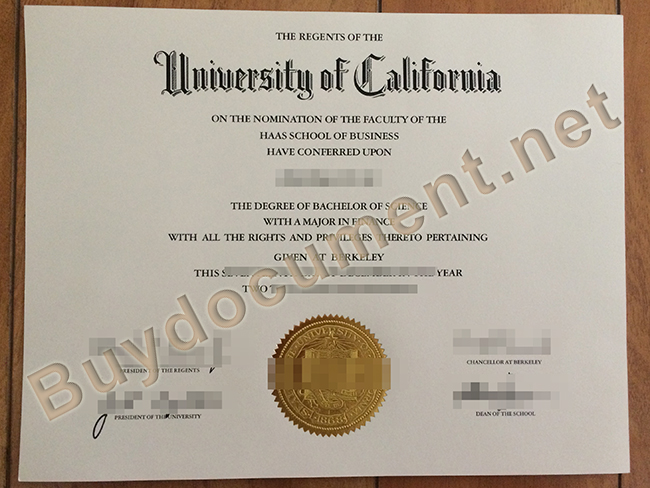 THE REGENTS OF THE
University of California
ON THE NOMINATION OF THE FACULTY OF THE
HAAS SCHOOL OF BUSINESS
HAVE CONFERRED UPON
THE DEGREE OF BACHELOR OF SCIENCE
WITH A MAJOR IN FINANCE
WITH ALL THE RIGHTS AND PRIVILEGES THERETO PERTAINING
GIVEN AT BERKELEY
THIS YEAR
TWO
PRESIDENT OF THE REGENTS
CHANCELLOR AT BERKELEY
PRESIDENT OF THE UNIVERSITY
DEAN OF THE SCHOOL
Buydocument.net